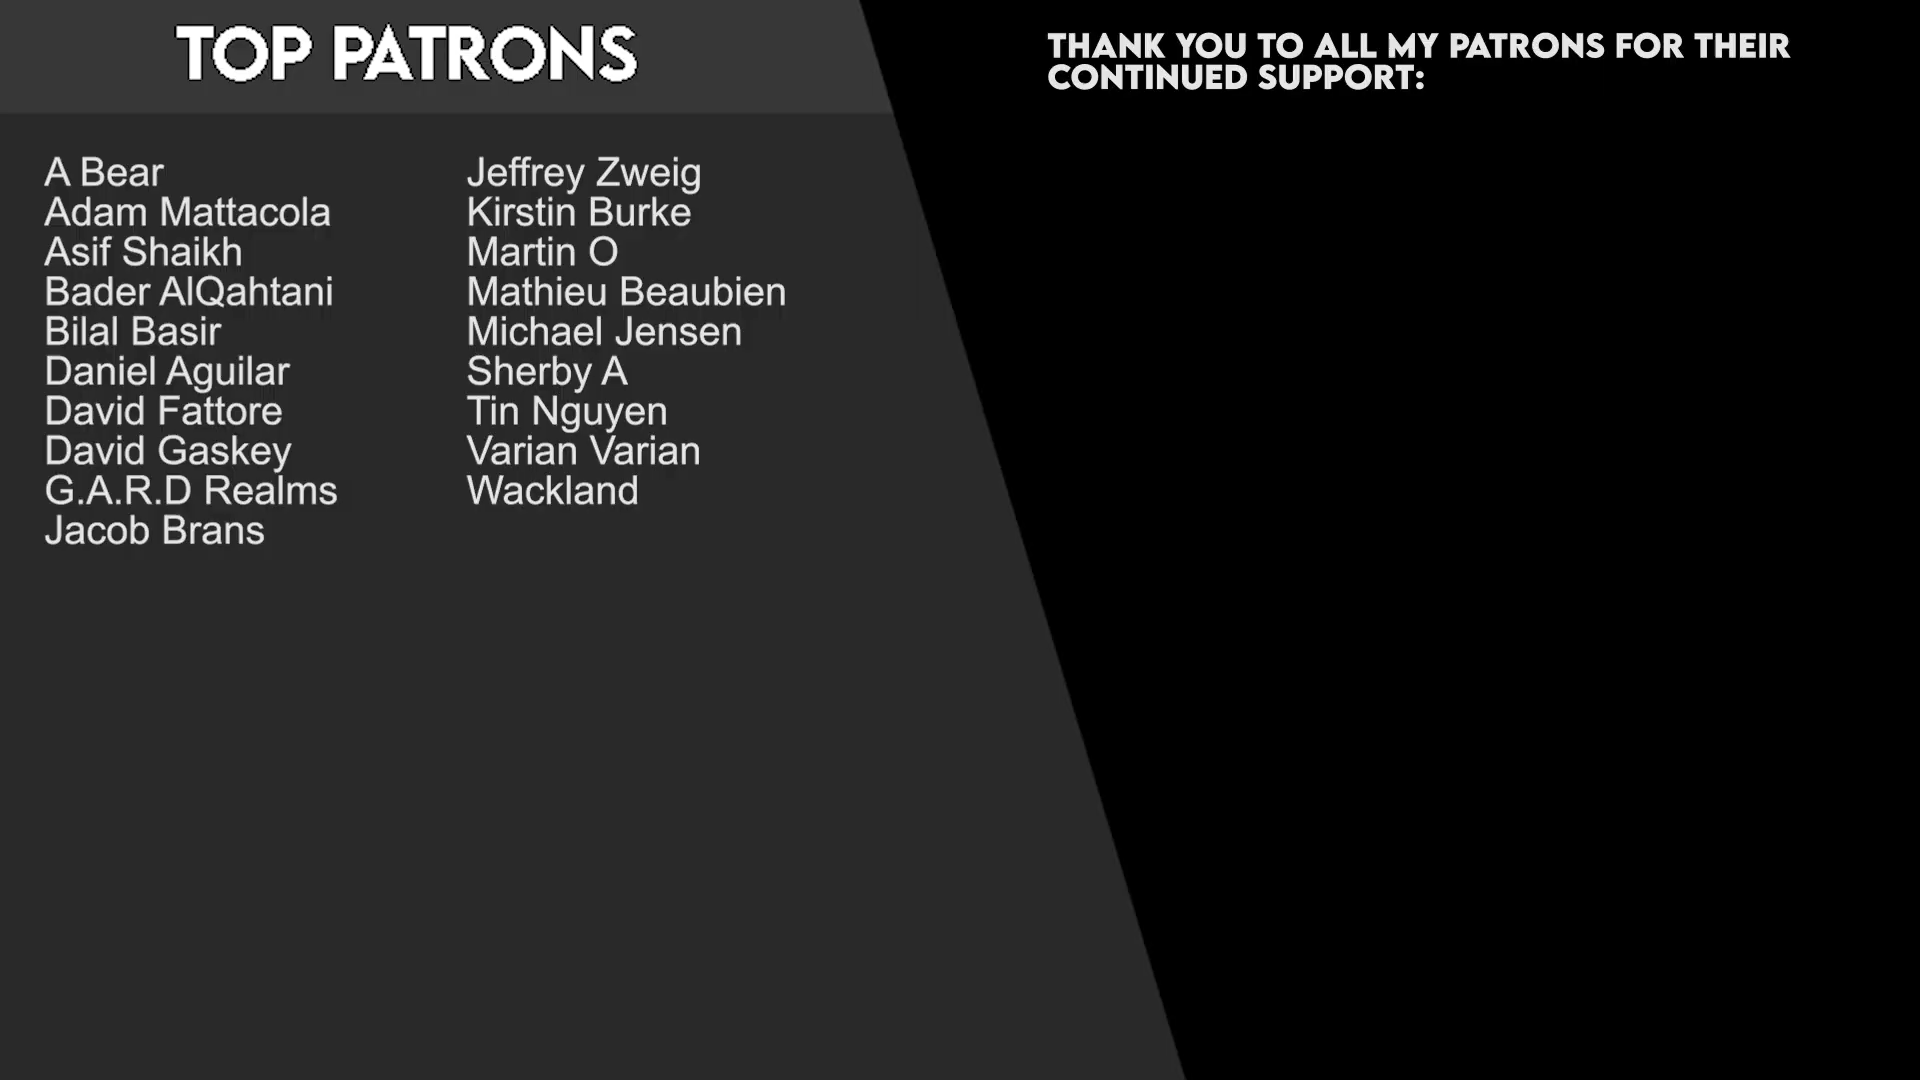 TOP PATRONS
A Bear
Adam Mattacola
Asif Shaikh
Bader AlQahtani
Bilal Basir
Daniel Aguilar
David Fattore
David Gaskey
G.A.R.D Realms
Jacob Brans
Jeffrey Zweig
Kirstin Burke
Martin O
Mathieu Beaubien
Michael Jensen
Sherby A
Tin Nguyen
Varian Varian
Wackland
THANK YOU TO ALL MY PATRONS FOR THEIR
CONTINUED SUPPORT: